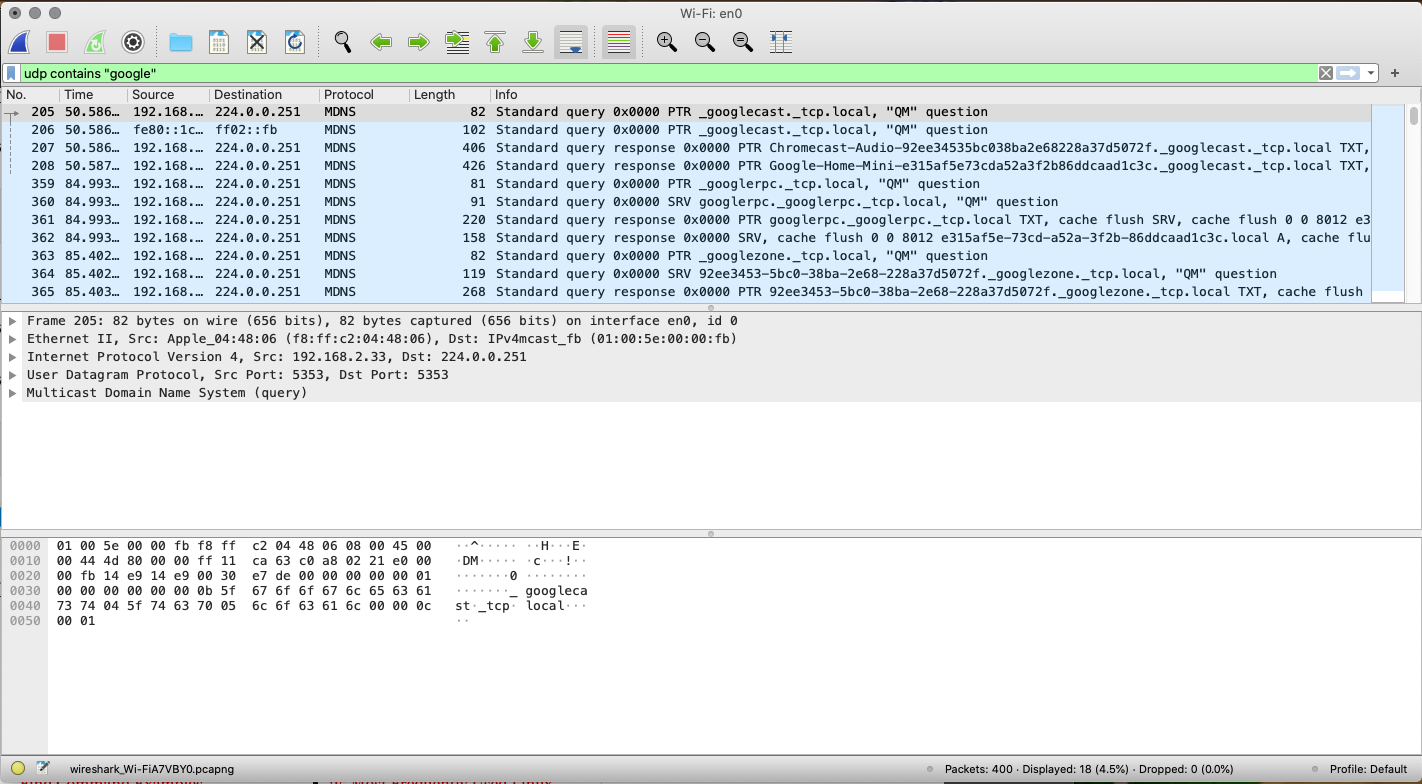 Wi-Fi: en0
udp contains "google"
No. Time Source Destination Protocol Length Info
205 50.586… 192.168.… 224.0.0.251 MDNS 82 Standard query 0x0000 PTR _googlecast._tcp.local, "QM" question
206 50.586… fe80::1c… ff02::fb MDNS 102 Standard query 0x0000 PTR _googlecast._tcp.local, "QM" question
207 50.586… 192.168.… 224.0.0.251 MDNS 406 Standard query response 0x0000 PTR Chromecast-Audio-92ee34535bc038ba2e68228a37d5072f._googlecast._tcp.local TXT,
208 50.587… 192.168.… 224.0.0.251 MDNS 426 Standard query response 0x0000 PTR Google-Home-Mini-e315af5e73cda52a3f2b86ddcaad1c3c._googlecast._tcp.local TXT,
359 84.993… 192.168.… 224.0.0.251 MDNS 81 Standard query 0x0000 PTR _googlerpc._tcp.local, "QM" question
360 84.993… 192.168.… 224.0.0.251 MDNS 91 Standard query 0x0000 SRV googlerpc._googlerpc._tcp.local, "QM" question
361 84.993… 192.168.… 224.0.0.251 MDNS 220 Standard query response 0x0000 PTR googlerpc._googlerpc._tcp.local TXT, cache flush SRV, cache flush 0 0 8012 e3
362 84.993… 192.168.… 224.0.0.251 MDNS 158 Standard query response 0x0000 SRV, cache flush 0 0 8012 e315af5e-73cd-a52a-3f2b-86ddcaad1c3c.local A, cache flu
363 85.402… 192.168.… 224.0.0.251 MDNS 82 Standard query 0x0000 PTR _googlezone._tcp.local, "QM" question
364 85.402… 192.168.… 224.0.0.251 MDNS 119 Standard query 0x0000 SRV 92ee3453-5bc0-38ba-2e68-228a37d5072f._googlezone._tcp.local, "QM" question
365 85.403… 192.168.… 224.0.0.251 MDNS 268 Standard query response 0x0000 PTR 92ee3453-5bc0-38ba-2e68-228a37d5072f._googlezone._tcp.local TXT, cache flush
Frame 205: 82 bytes on wire (656 bits), 82 bytes captured (656 bits) on interface en0, id 0
Ethernet II, Src: Apple_04:48:06 (f8:ff:c2:04:48:06), Dst: IPv4mcast_fb (01:00:5e:00:00:fb)
Internet Protocol Version 4, Src: 192.168.2.33, Dst: 224.0.0.251
User Datagram Protocol, Src Port: 5353, Dst Port: 5353
Multicast Domain Name System (query)
0000 01 00 5e 00 00 fb f8 ff c2 04 48 06 08 00 45 00 ··^····· ··H···E·
0010 00 44 4d 80 00 00 ff 11 ca 63 c0 a8 02 21 e0 00 ·DM····· ·c···!··
0020 00 fb 14 e9 14 e9 00 30 e7 de 00 00 00 00 00 01 ·······0 ········
0030 00 00 00 00 00 00 0b 5f 67 6f 6f 67 6c 65 63 61 ·······_ googleca
0040 73 74 04 5f 74 63 70 05 6c 6f 63 61 6c 00 00 0c st·_tcp· local···
0050 00 01 ··
wireshark_Wi-FiA7VBY0.pcapng Packets: 400 · Displayed: 18 (4.5%) · Dropped: 0 (0.0%) Profile: Default